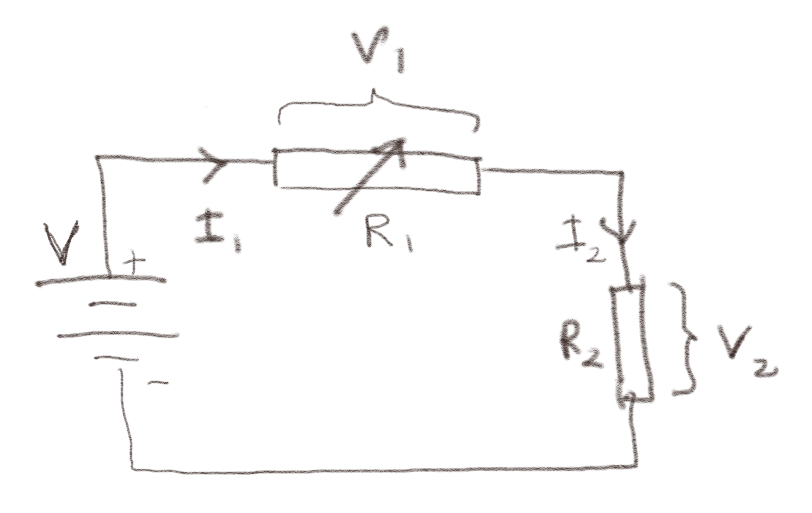 V₁
I₁
R₁
V
+
I₂
R₂
V₂
-